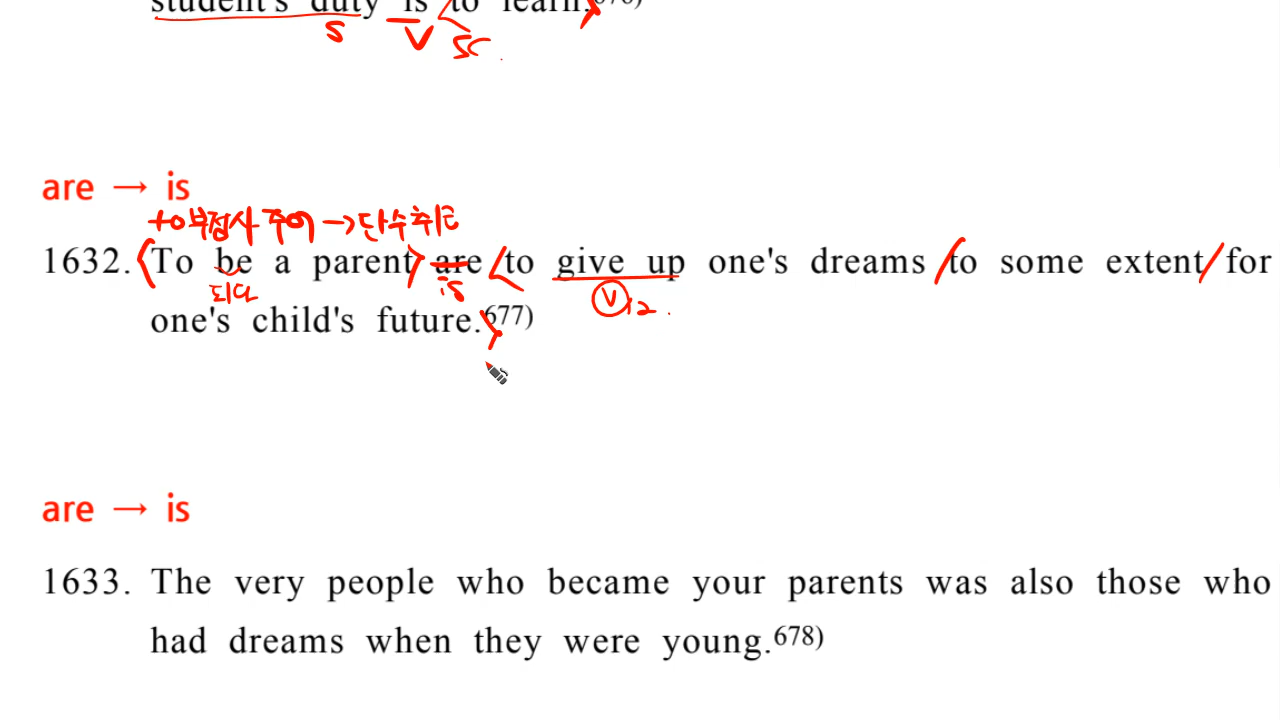 student's duty is to learn.676)
S V SC.
are → is
to부정사 주어 → 단수취급
1632. To be a parent are to give up one's dreams to some extent for
되다 is V 12.
one's child's future.677)
are → is
1633. The very people who became your parents was also those who
had dreams when they were young.678)